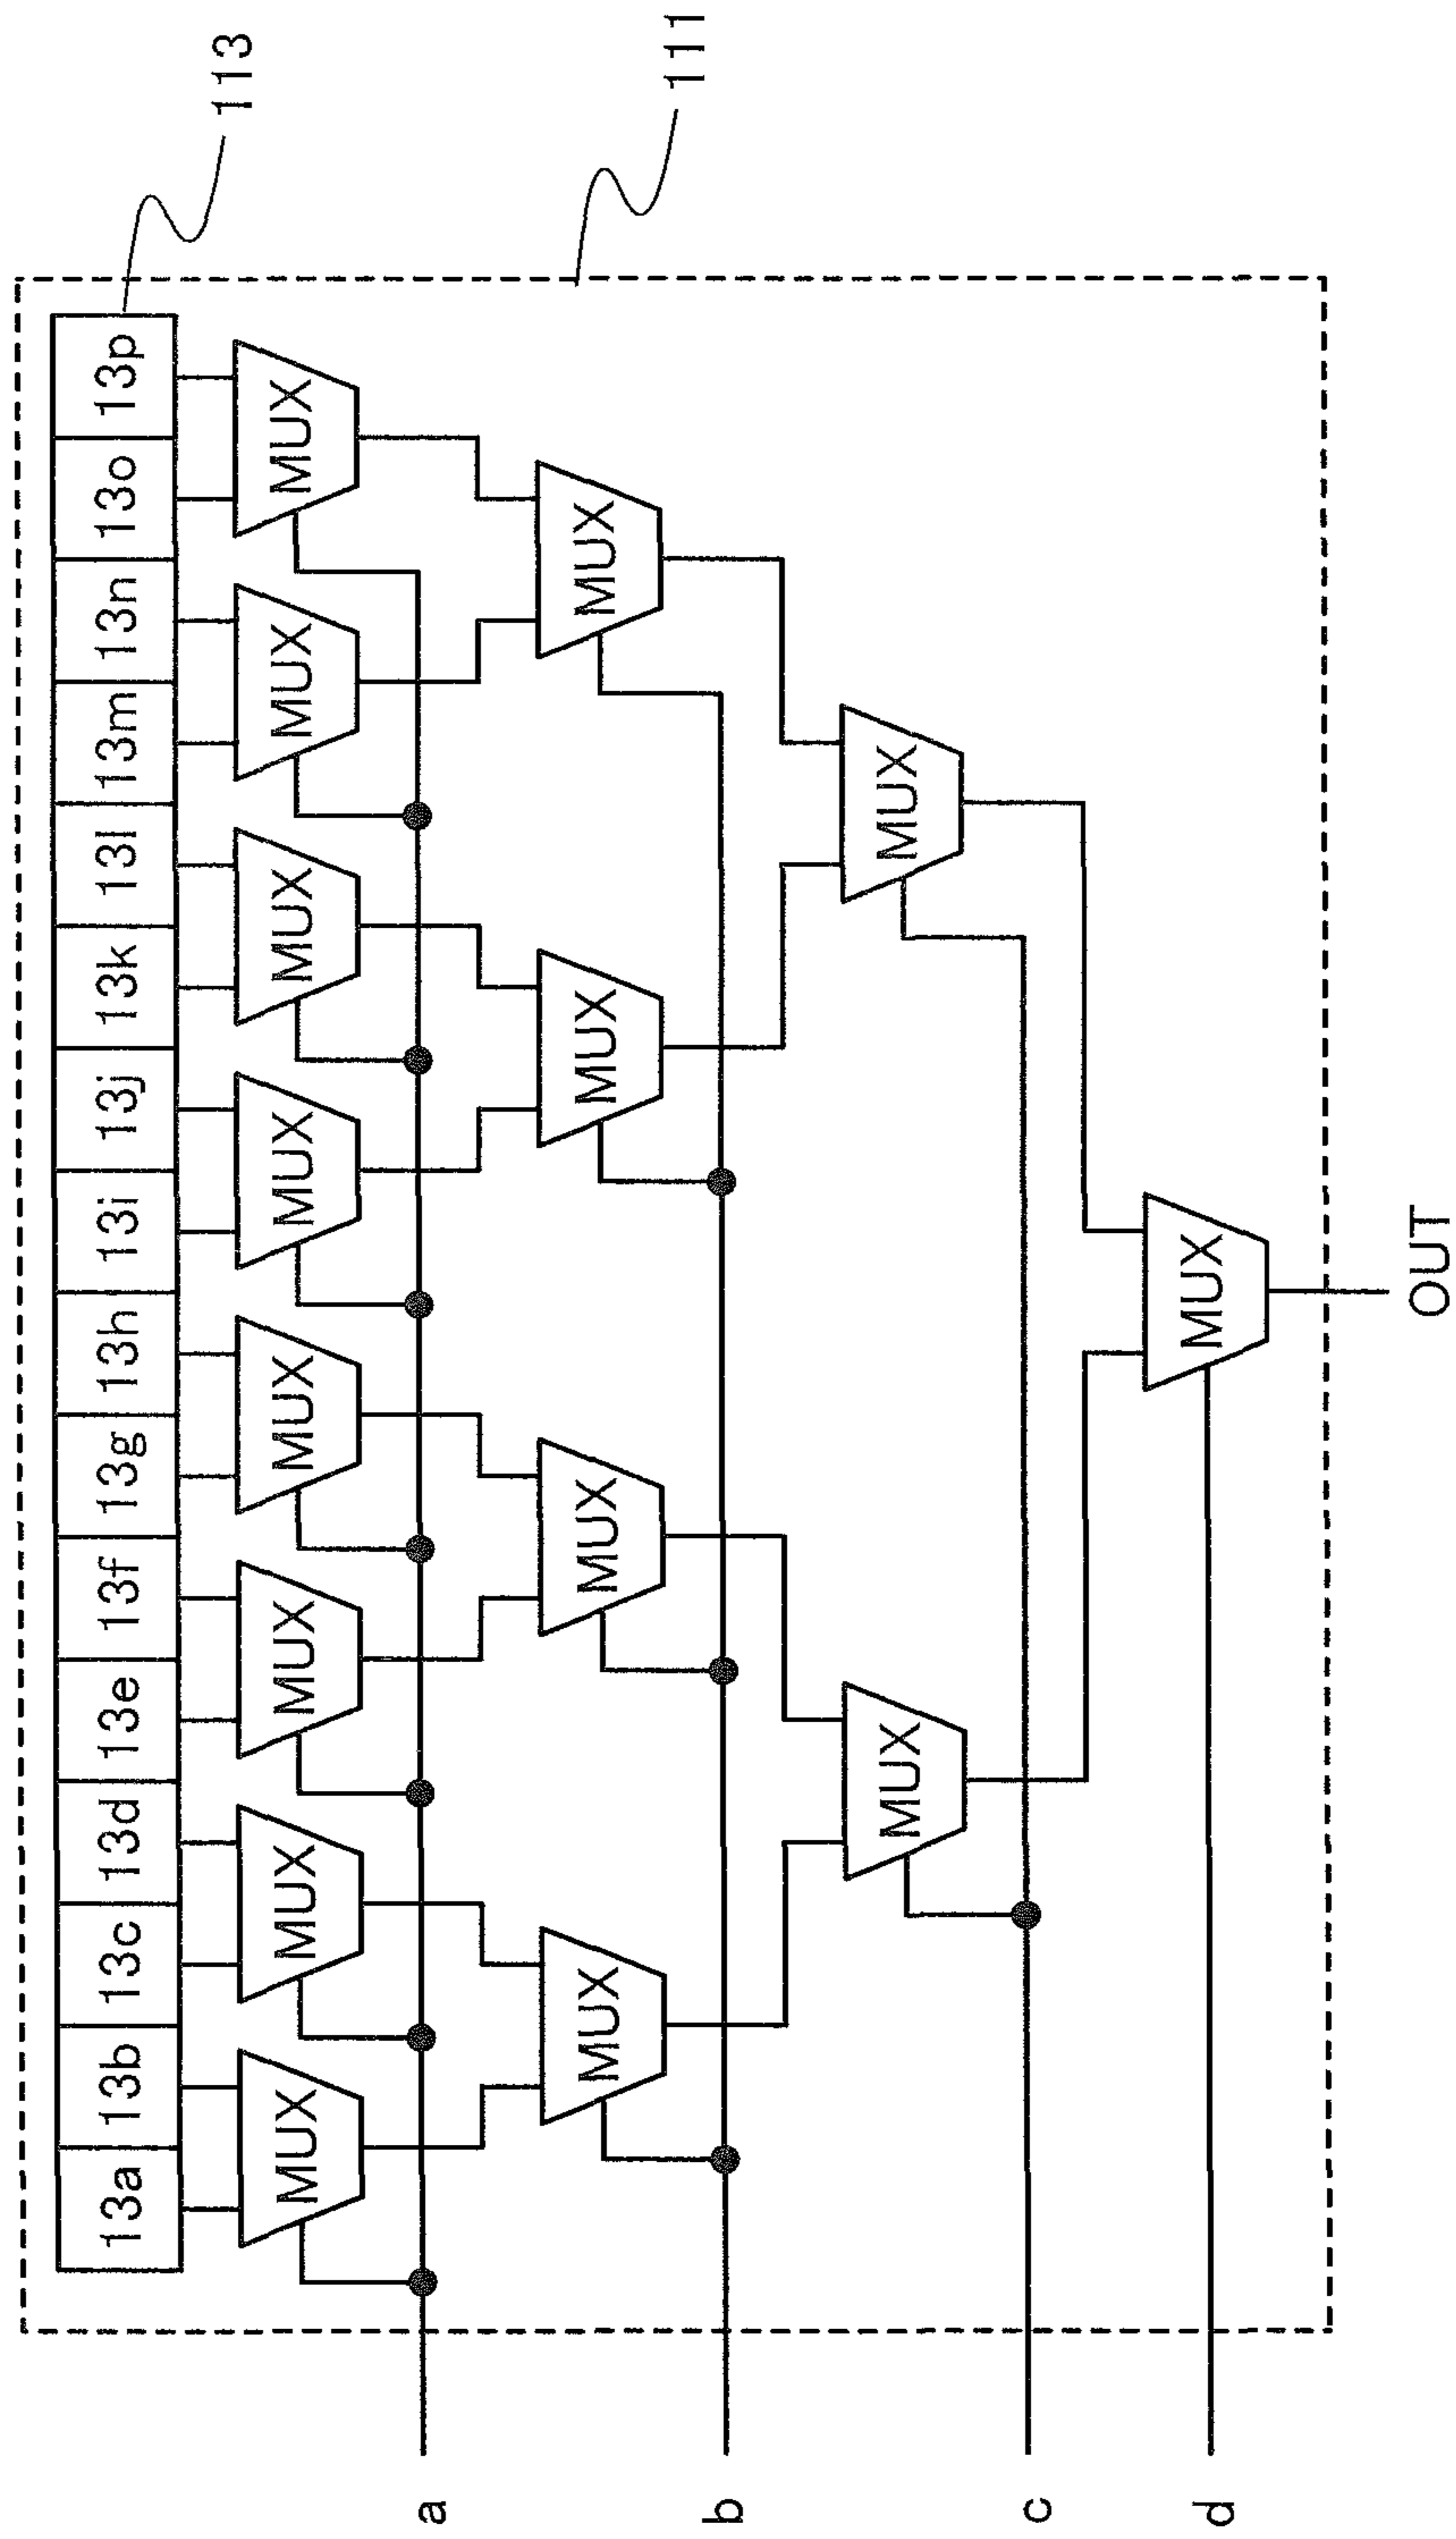 13a 13b 13c 13d 13e 13f 13g 13h 13i 13j 13k 13l 13m 13n 13o 13p
113
MUX MUX MUX MUX MUX MUX MUX MUX
a
MUX MUX MUX MUX
111
b
MUX MUX
c
MUX
d
OUT